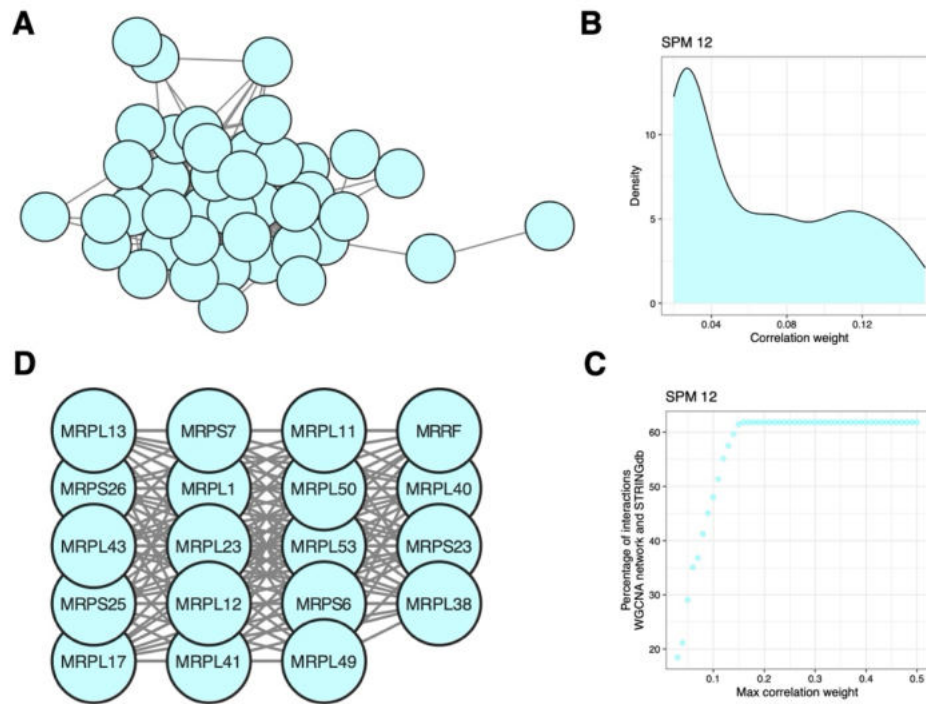 A
B
SPM 12
10
5
0
Density
0.04
0.08
0.12
Correlation weight
D
MRPL13
MRPS7
MRPL11
MRRF
MRPS26
MRPL1
MRPL50
MRPL40
MRPL43
MRPL23
MRPL53
MRPS23
MRPS25
MRPL12
MRPS6
MRPL38
MRPL17
MRPL41
MRPL49
C
SPM 12
60
50
40
30
20
Percentage of interactions
WGCNA network and STRINGdb
0.1
0.2
0.3
0.4
0.5
Max correlation weight